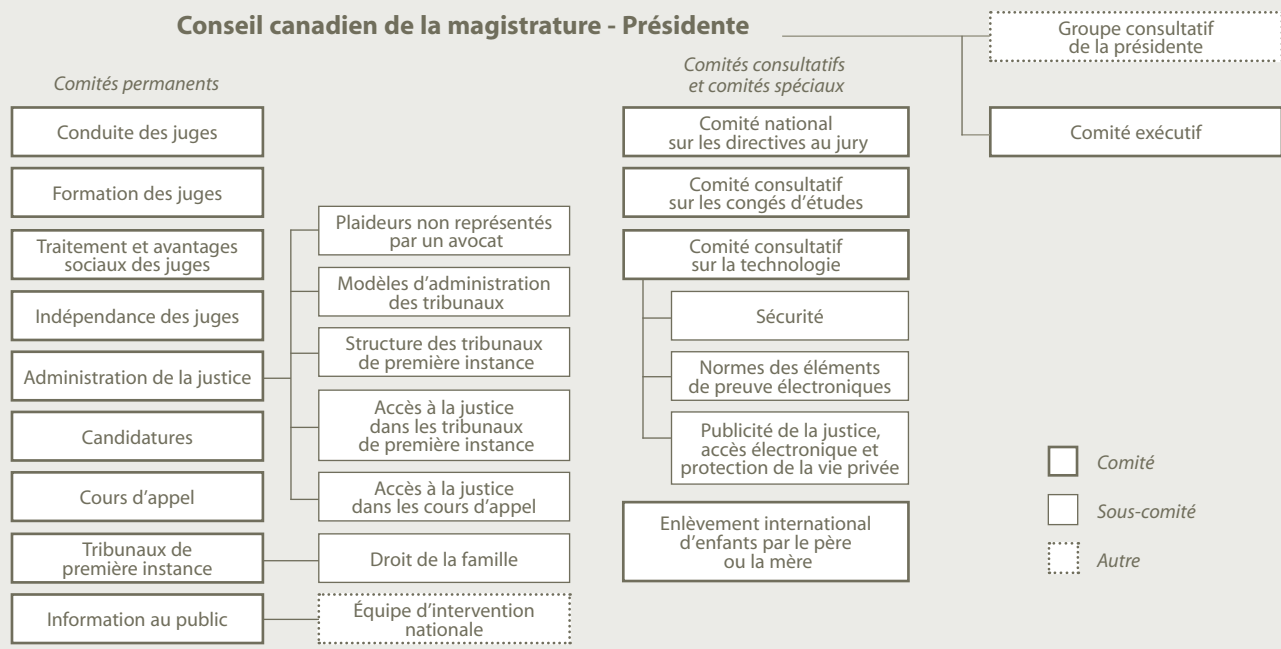 Conseil canadien de la magistrature - Présidente
Groupe consultatif
de la présidente
Comité exécutif
Comités permanents
Conduite des juges
Formation des juges
Traitement et avantages
sociaux des juges
Indépendance des juges
Administration de la justice
Candidatures
Cours d'appel
Tribunaux de
première instance
Information au public
Plaideurs non représentés
par un avocat
Modèles d'administration
des tribunaux
Structure des tribunaux
de première instance
Accès à la justice
dans les tribunaux
de première instance
Accès à la justice
dans les cours d'appel
Droit de la famille
Équipe d'intervention
nationale
Comités consultatifs
et comités spéciaux
Comité national
sur les directives au jury
Comité consultatif
sur les congés d'études
Comité consultatif
sur la technologie
Sécurité
Normes des éléments
de preuve électroniques
Publicité de la justice,
accès électronique et
protection de la vie privée
Enlèvement international
d'enfants par le père
ou la mère
Comité
Sous-comité
Autre